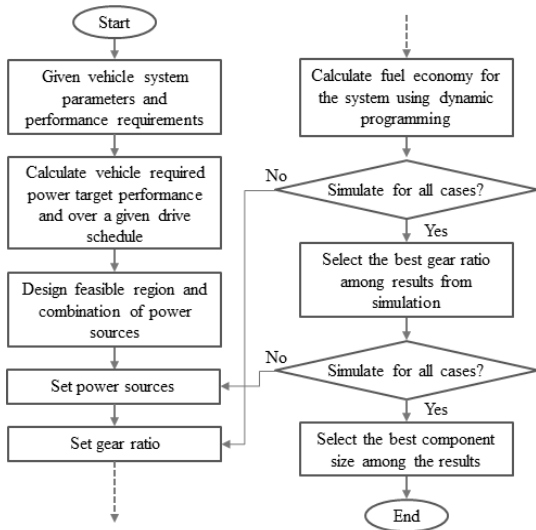 Start
Given vehicle system
parameters and
performance requirements
Calculate vehicle required
power target performance
and over a given drive
schedule
Design feasible region and
combination of power
sources
Set power sources
Set gear ratio
Calculate fuel economy for
the system using dynamic
programming
No
Simulate for all cases?
Yes
Select the best gear ratio
among results from
simulation
No
Simulate for all cases?
Yes
Select the best component
size among the results
End